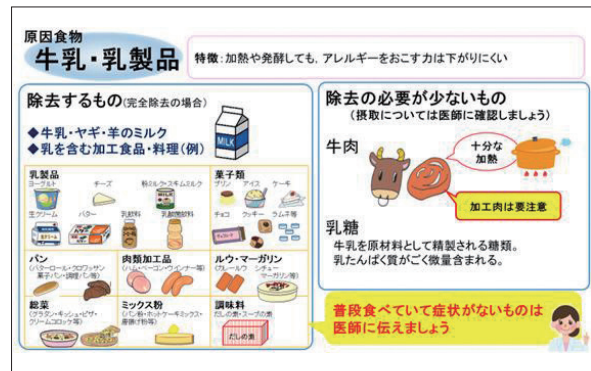 原因食物
牛乳・乳製品
特徴：加熱や発酵しても、アレルギーをおこす力は下がりにくい
除去するもの(完全除去の場合)
◆牛乳・ヤギ・羊のミルク
◆乳を含む加工食品・料理(例)
MILK
乳製品
ヨーグルト
チーズ
粉ミルク・スキムミルク
生クリーム
バター
乳飲料
乳酸菌飲料
菓子類
プリン
アイス
ケーキ
チョコ
クッキー
ラムネ等
パン
(バターロール・クロワッサン
菓子パン・調理パン等)
肉類加工品
(ハム・ベーコン・ウインナー等)
ルウ・マーガリン
(カレールウ シチュー
マーガリン等)
総菜
(グラタン・キッシュ・ピザ・
クリームコロッケ等)
ミックス粉
(パン粉・ホットケーキミックス・
唐揚げ粉等)
調味料
だしの素・スープの素
だしの素
除去の必要が少ないもの
(摂取については医師に確認しましょう)
牛肉
十分な
加熱
加工肉は要注意
乳糖
牛乳を原材料として精製される糖類。
乳たんぱく質がごく微量含まれる。
普段食べていて症状がないものは
医師に伝えましょう